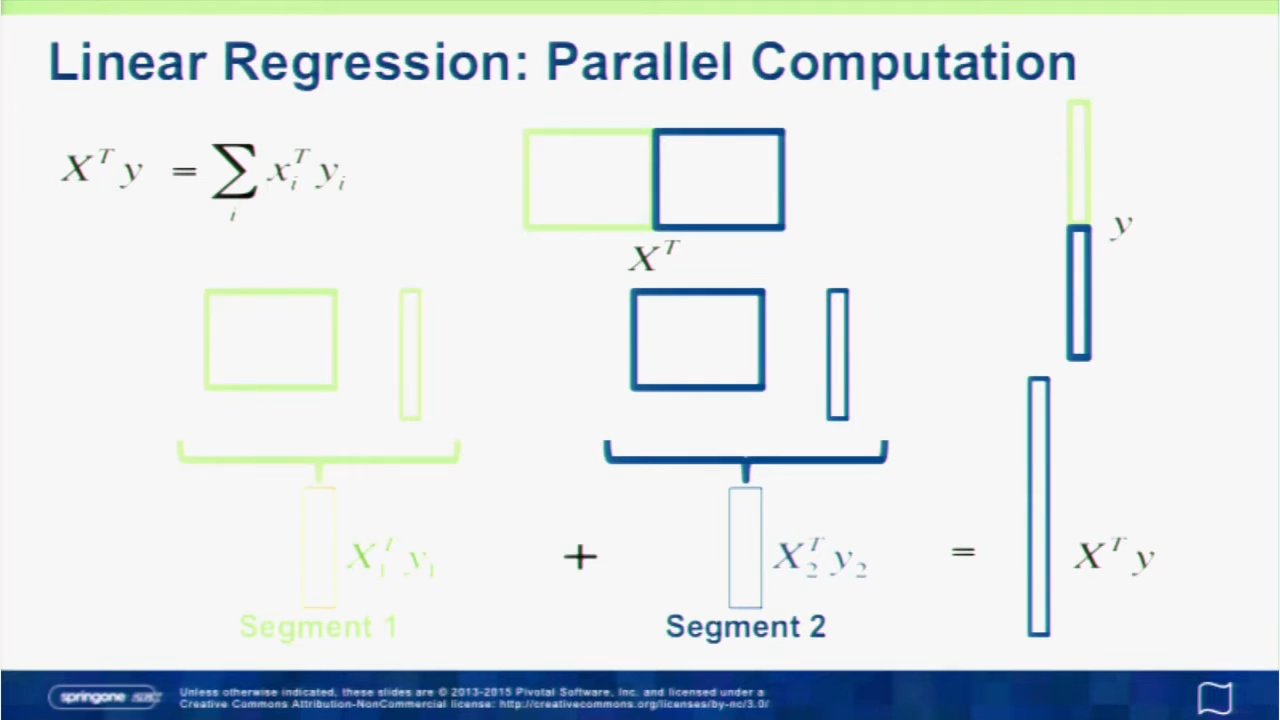 Linear Regression: Parallel Computation
X^T y = ∑_i x_i^T y_i
X^T
y
X_1^T y_1 + X_2^T y_2 = X^T y
Segment 1
Segment 2
springone
Unless otherwise indicated, these slides are © 2013-2015 Pivotal Software, Inc. and licensed under a
Creative Commons Attribution-NonCommercial license: http://creativecommons.org/licenses/by-nc/3.0/